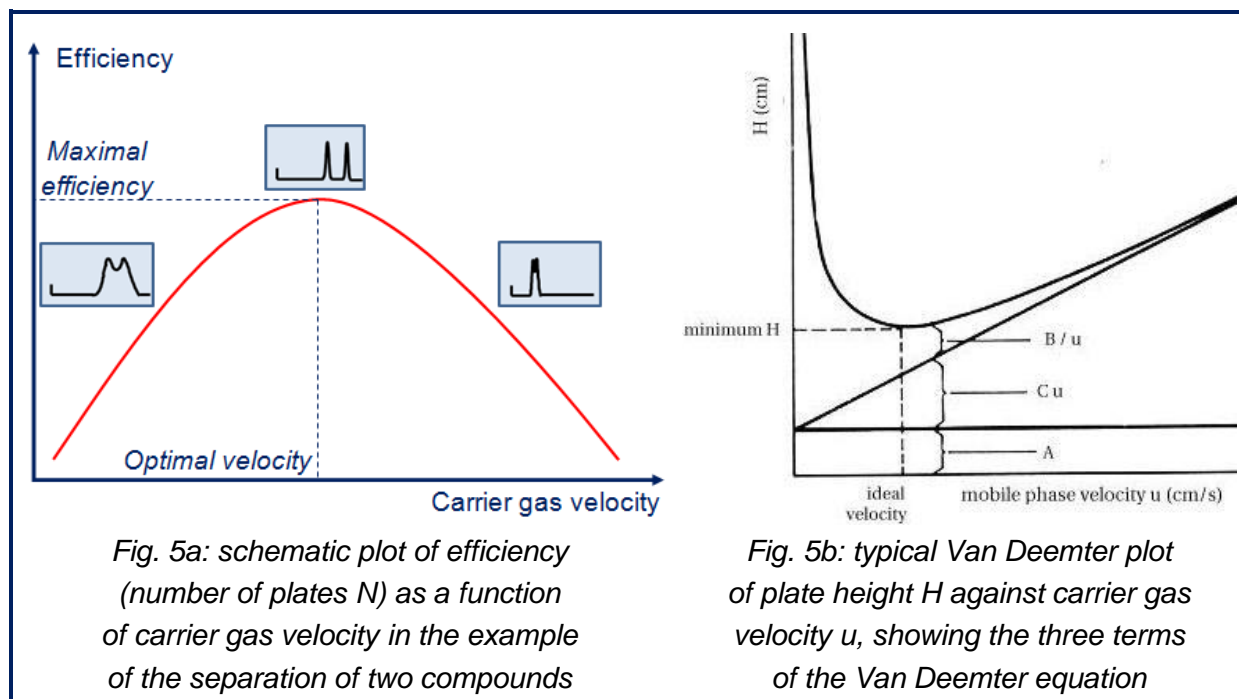 Efficiency
Maximal
efficiency
Optimal velocity
Carrier gas velocity
Fig. 5a: schematic plot of efficiency
(number of plates N) as a function
of carrier gas velocity in the example
of the separation of two compounds
H (cm)
minimum H
B / u
C u
A
ideal
velocity
mobile phase velocity u (cm/s)
Fig. 5b: typical Van Deemter plot
of plate height H against carrier gas
velocity u, showing the three terms
of the Van Deemter equation